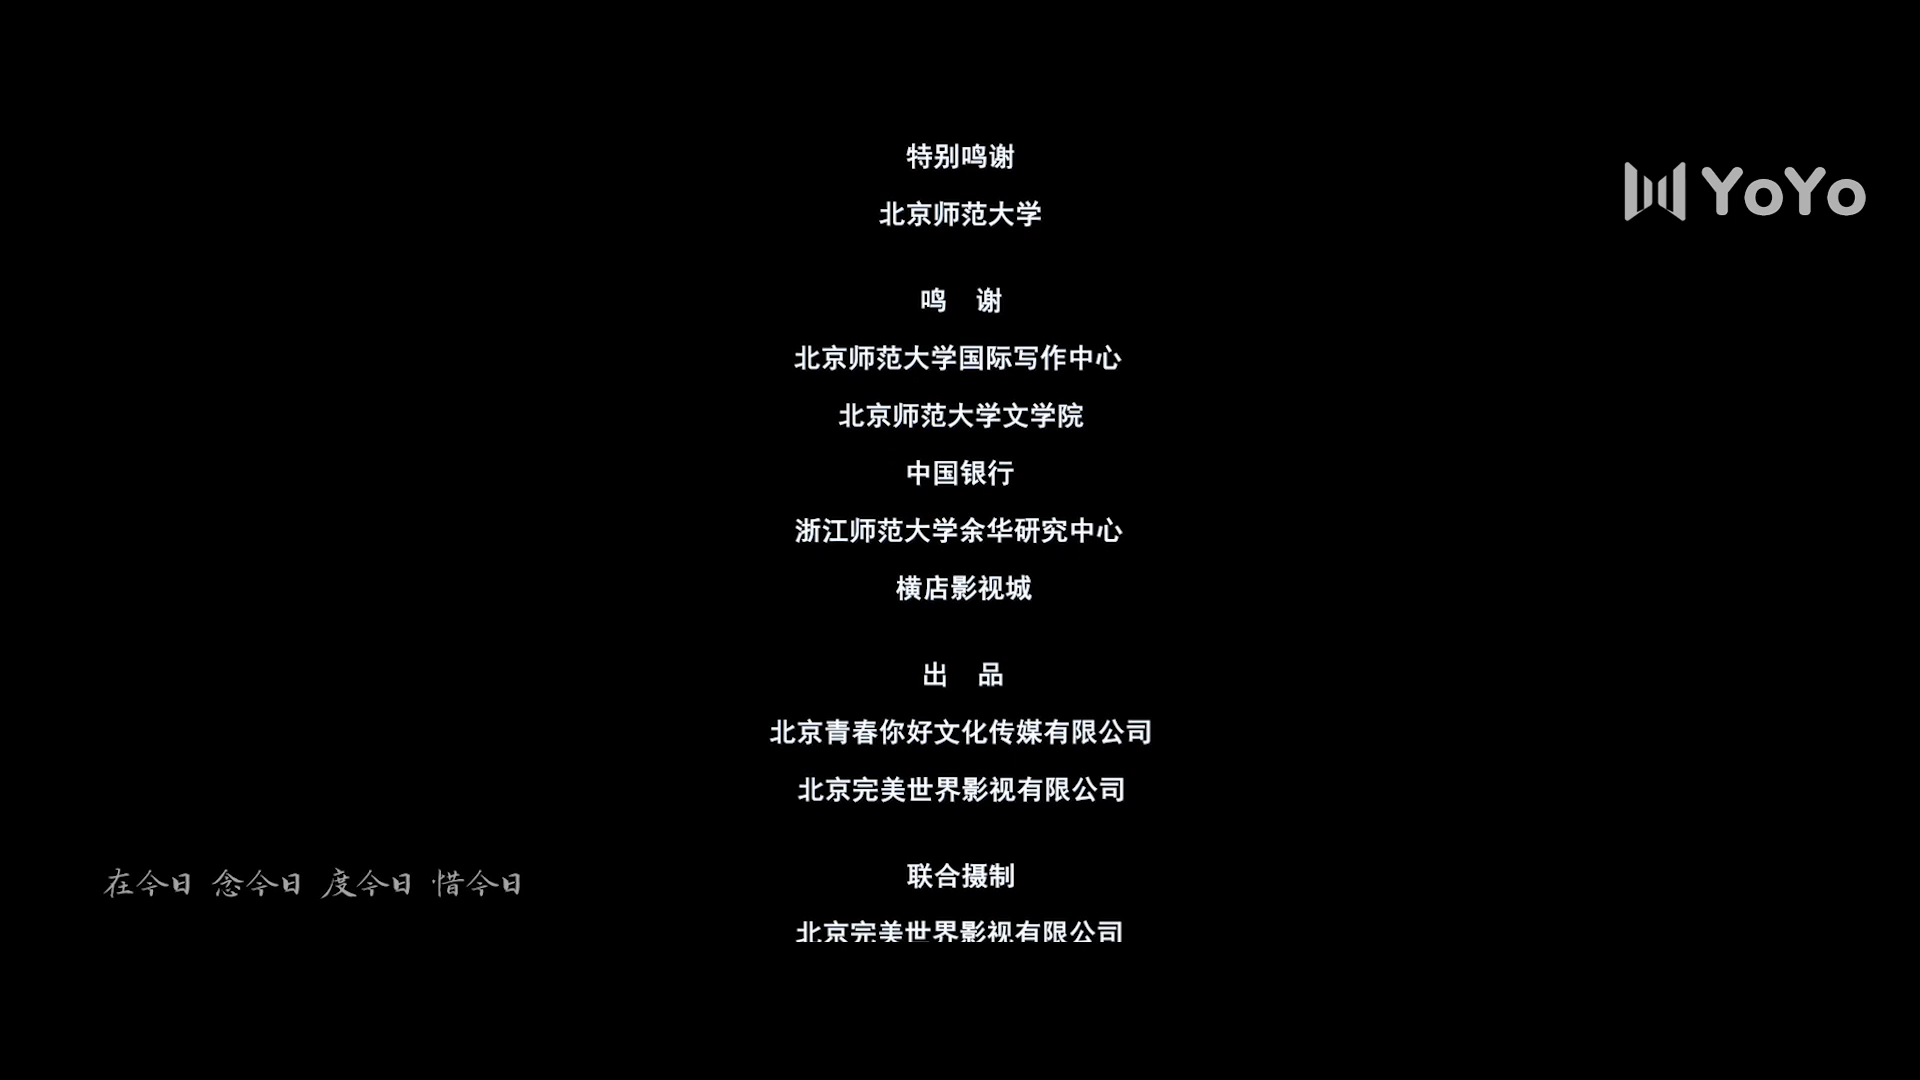 特别鸣谢
YoYo
北京师范大学
鸣 谢
北京师范大学国际写作中心
北京师范大学文学院
中国银行
浙江师范大学余华研究中心
横店影视城
出 品
北京青春你好文化传媒有限公司
北京完美世界影视有限公司
联合摄制
在今日 念今日 度今日 惜今日
北京完美世界影视有限公司